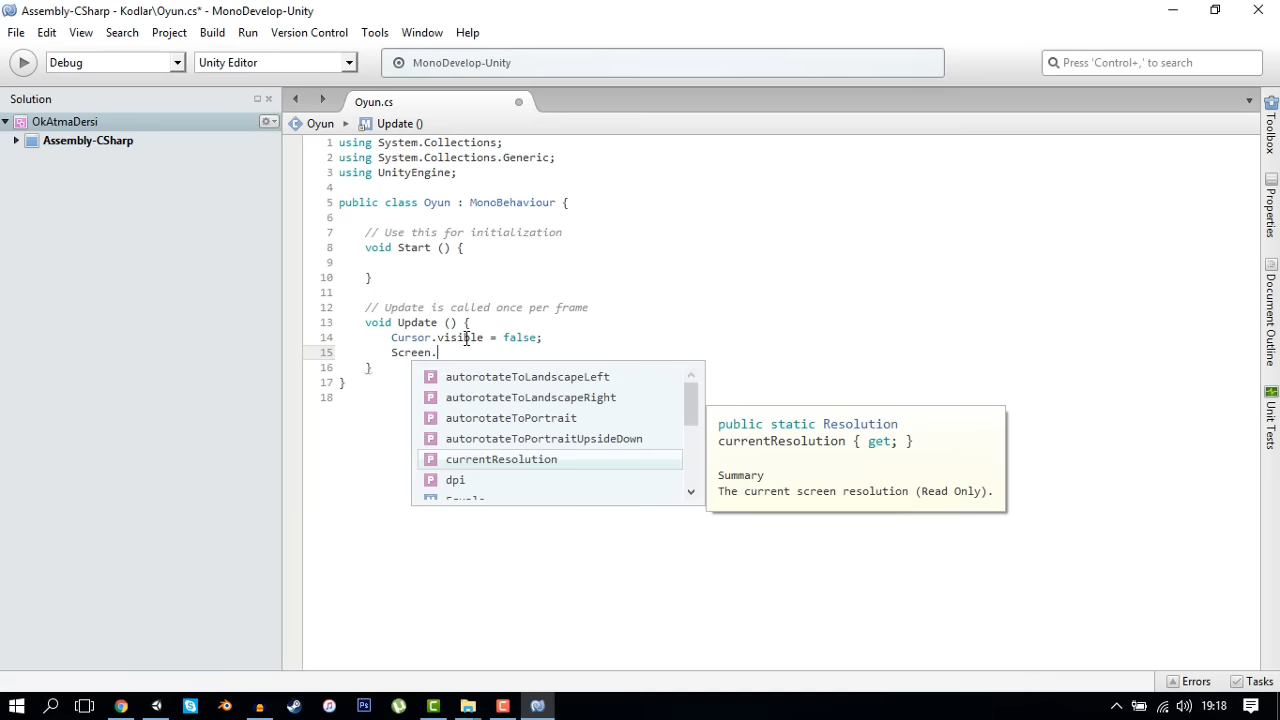 Assembly-CSharp - Kodlar\Oyun.cs* - MonoDevelop-Unity
File Edit View Search Project Build Run Version Control Tools Window Help
Debug Unity Editor MonoDevelop-Unity Press 'Control+,' to search
Solution
Oyun.cs
OkAtmaDersi
Assembly-CSharp
Oyun Update ()
1 using System.Collections;
2 using System.Collections.Generic;
3 using UnityEngine;
4
5 public class Oyun : MonoBehaviour {
6
7 // Use this for initialization
8 void Start () {
9
10 }
11
12 // Update is called once per frame
13 void Update () {
14 Cursor.visible = false;
15 Screen.
16 }
17 }
18
autorotateToLandscapeLeft
autorotateToLandscapeRight
autorotateToPortrait
autorotateToPortraitUpsideDown
currentResolution
dpi
Equals
public static Resolution
currentResolution { get; }
Summary
The current screen resolution (Read Only).
Toolbox
Properties
Document Outline
Unit Tests
Errors Tasks
19:18